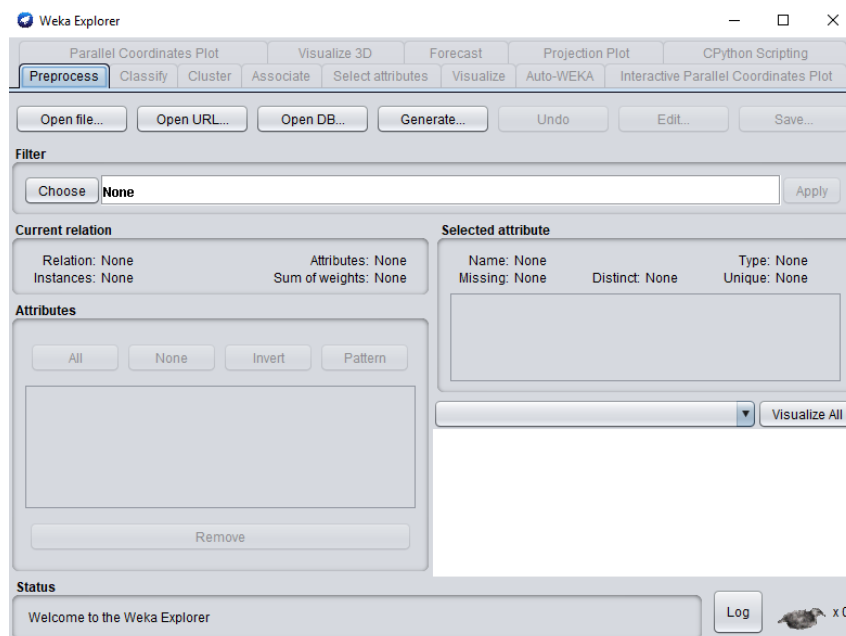 Weka Explorer
Parallel Coordinates Plot Visualize 3D Forecast Projection Plot CPython Scripting
Preprocess Classify Cluster Associate Select attributes Visualize Auto-WEKA Interactive Parallel Coordinates Plot
Open file... Open URL... Open DB... Generate... Undo Edit... Save...
Filter
Choose None Apply
Current relation Selected attribute
Relation: None Attributes: None Name: None Type: None
Instances: None Sum of weights: None Missing: None Distinct: None Unique: None
Attributes
All None Invert Pattern
Visualize All
Remove
Status
Welcome to the Weka Explorer Log x 0